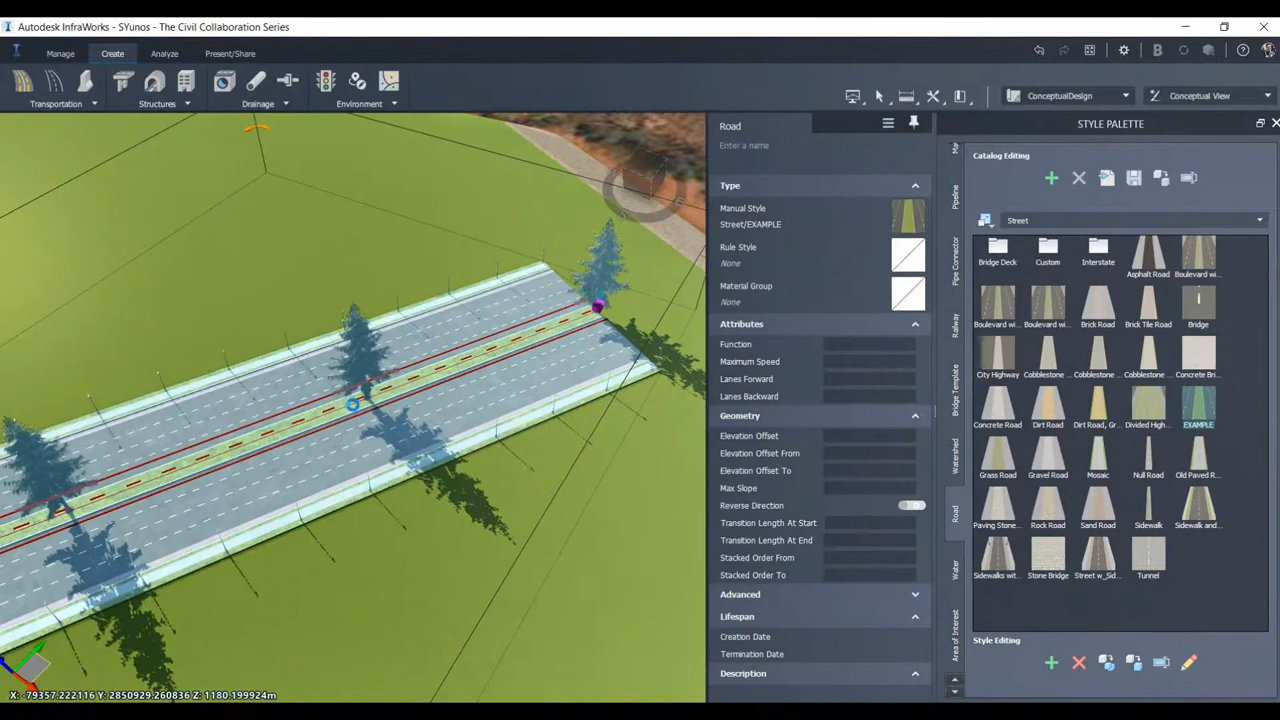 Autodesk InfraWorks - SYunos - The Civil Collaboration Series
Manage
Create
Analyze
Present/Share
Transportation
Structures
Drainage
Environment
ConceptualDesign
Conceptual View
Road
Enter a name
Type
Manual Style
Street/EXAMPLE
Rule Style
None
Material Group
None
Attributes
Function
Maximum Speed
Lanes Forward
Lanes Backward
Geometry
Elevation Offset
Elevation Offset From
Elevation Offset To
Max Slope
Reverse Direction
Transition Length At Start
Transition Length At End
Stacked Order From
Stacked Order To
Advanced
Lifespan
Creation Date
Termination Date
Description
Pipeline
Pipe Connector
Railway
Bridge Template
Watershed
Road
Water
Area of Interest
STYLE PALETTE
Catalog Editing
Street
Bridge Deck
Custom
Interstate
Asphalt Road
Boulevard wi...
Boulevard wi...
Boulevard wi...
Brick Road
Brick Tile Road
Bridge
City Highway
Cobblestone ...
Cobblestone ...
Cobblestone ...
Concrete Bri...
Concrete Road
Dirt Road
Dirt Road, Gr...
Divided High...
EXAMPLE
Grass Road
Gravel Road
Mosaic
Null Road
Old Paved R...
Paving Stone...
Rock Road
Sand Road
Sidewalk
Sidewalk and...
Sidewalks wit...
Stone Bridge
Street w_Sid...
Tunnel
Style Editing
X: -79357.222116 Y: 2850929.260836 Z: 1180.199924m